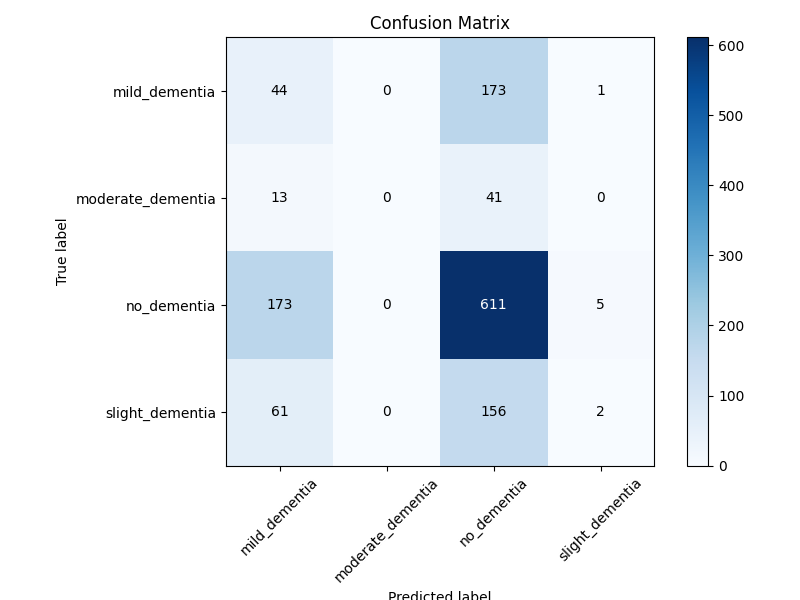 Confusion Matrix
mild_dementia 44 0 173 1
moderate_dementia 13 0 41 0
no_dementia 173 0 611 5
slight_dementia 61 0 156 2
True label
mild_dementia moderate_dementia no_dementia slight_dementia
Predicted label
600
500
400
300
200
100
0